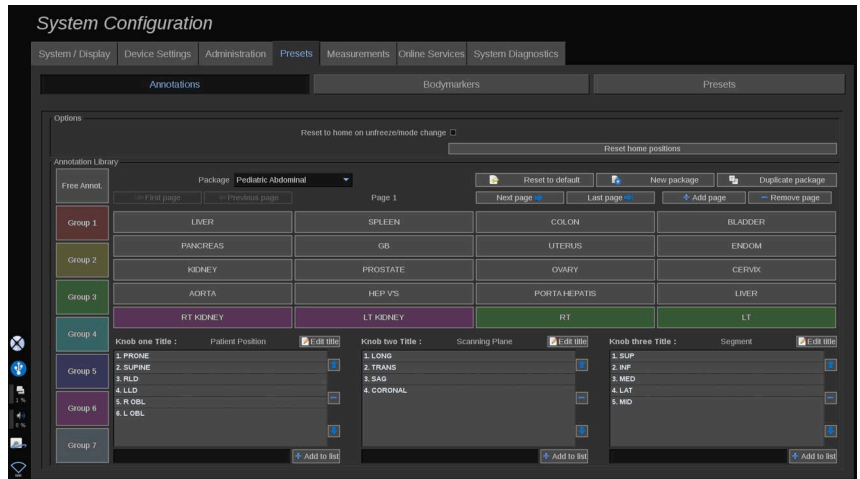 System Configuration
System / Display Device Settings Administration Presets Measurements Online Services System Diagnostics
Annotations Bodymarkers Presets
Options
Reset to home on unfreeze/mode change
Reset home positions
Annotation Library
Free Annot. Package Pediatric Abdominal Reset to default New package Duplicate package
First page Previous page Page 1 Next page Last page Add page Remove page
Group 1 LIVER SPLEEN COLON BLADDER
PANCREAS GB UTERUS ENDOM
Group 2
KIDNEY PROSTATE OVARY CERVIX
Group 3 AORTA HEP V'S PORTA HEPATIS LIVER
RT KIDNEY LT KIDNEY RT LT
Group 4
Knob one Title : Patient Position Edit title Knob two Title : Scanning Plane Edit title Knob three Title : Segment Edit title
1. PRONE 1. LONG 1. SUP
2. SUPINE 2. TRANS 2. INF
Group 5
3. RLD 3. SAG 3. MED
4. LLD 4. CORONAL 4. LAT
1 %
5. R OBL 5. MID
Group 6
6. L OBL
0 %
Group 7
Add to list Add to list Add to list